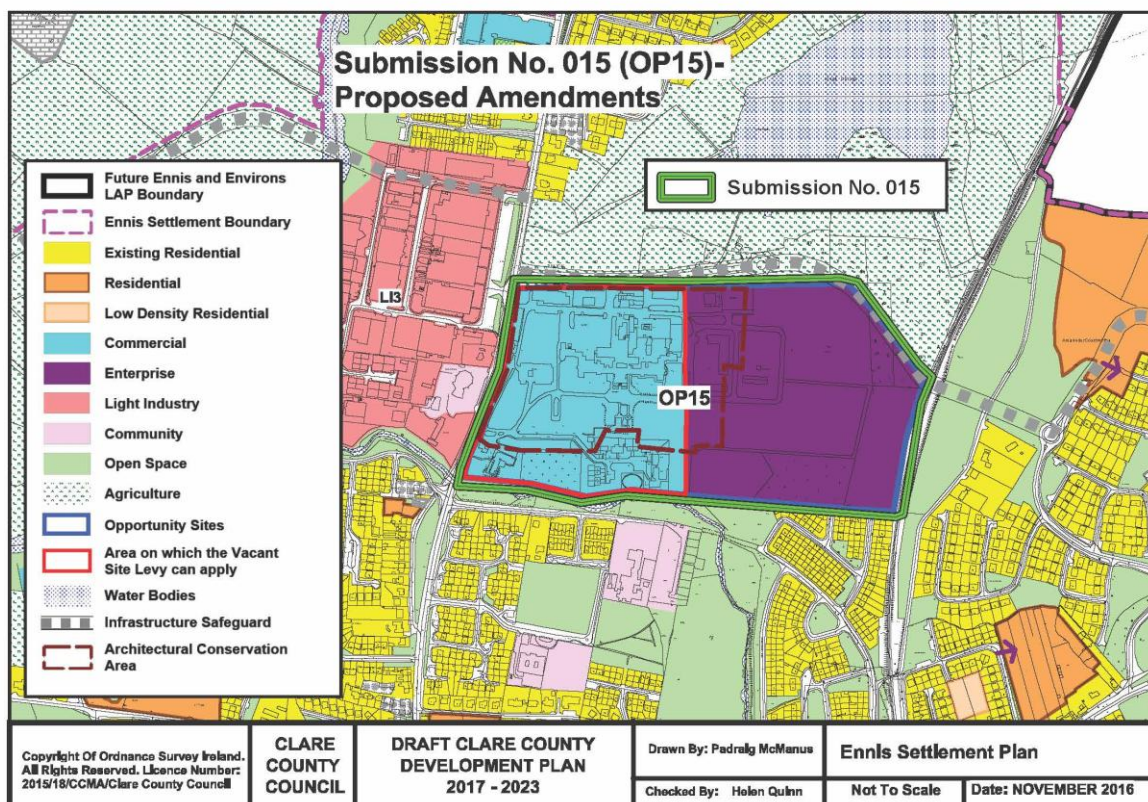 Submission No. 015 (OP15)-
Proposed Amendments
Submission No. 015
Future Ennis and Environs
LAP Boundary
Ennis Settlement Boundary
Existing Residential
Residential
Low Density Residential
Commercial
Enterprise
Light Industry
Community
Open Space
Agriculture
Opportunity Sites
Area on which the Vacant
Site Levy can apply
Water Bodies
Infrastructure Safeguard
Architectural Conservation
Area
LI3
OP15
Copyright Of Ordnance Survey Ireland.
All Rights Reserved. Licence Number:
2015/18/CCMA/Clare County Council
CLARE
COUNTY
COUNCIL
DRAFT CLARE COUNTY
DEVELOPMENT PLAN
2017 - 2023
Drawn By: Padraig McManus
Checked By: Helen Quinn
Ennis Settlement Plan
Not To Scale
Date: NOVEMBER 2016